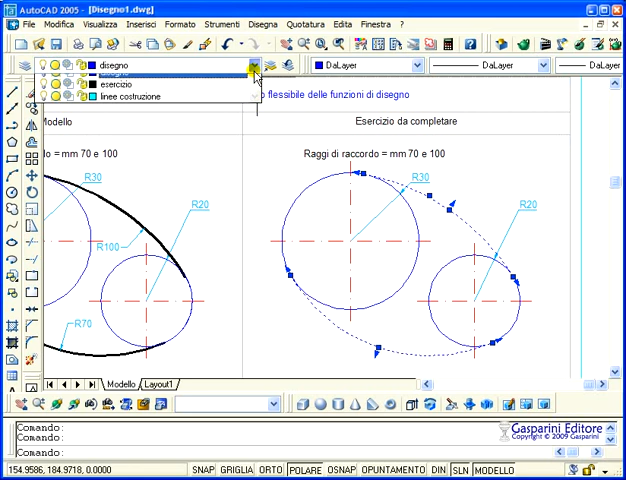 AutoCAD 2005 - [Disegno1.dwg]
File Modifica Visualizza Inserisci Formato Strumenti Disegna Quotatura Edita Finestra ?
disegno
DaLayer
DaLayer
DaLayer
esercizio
linee costruzione
o flessibile delle funzioni di disegno
Modello
Esercizio da completare
do = mm 70 e 100
Raggi di raccordo = mm 70 e 100
R30
R20
R100
R70
R30
R20
Modello Layout1
Comando:
Comando:
Comando:
Gasparini Editore
Copyright © 2009 Gasparini
154.9586, 184.9718, 0.0000
SNAP GRIGLIA ORTO POLARE OSNAP OPUNTAMENTO DIN SLN MODELLO